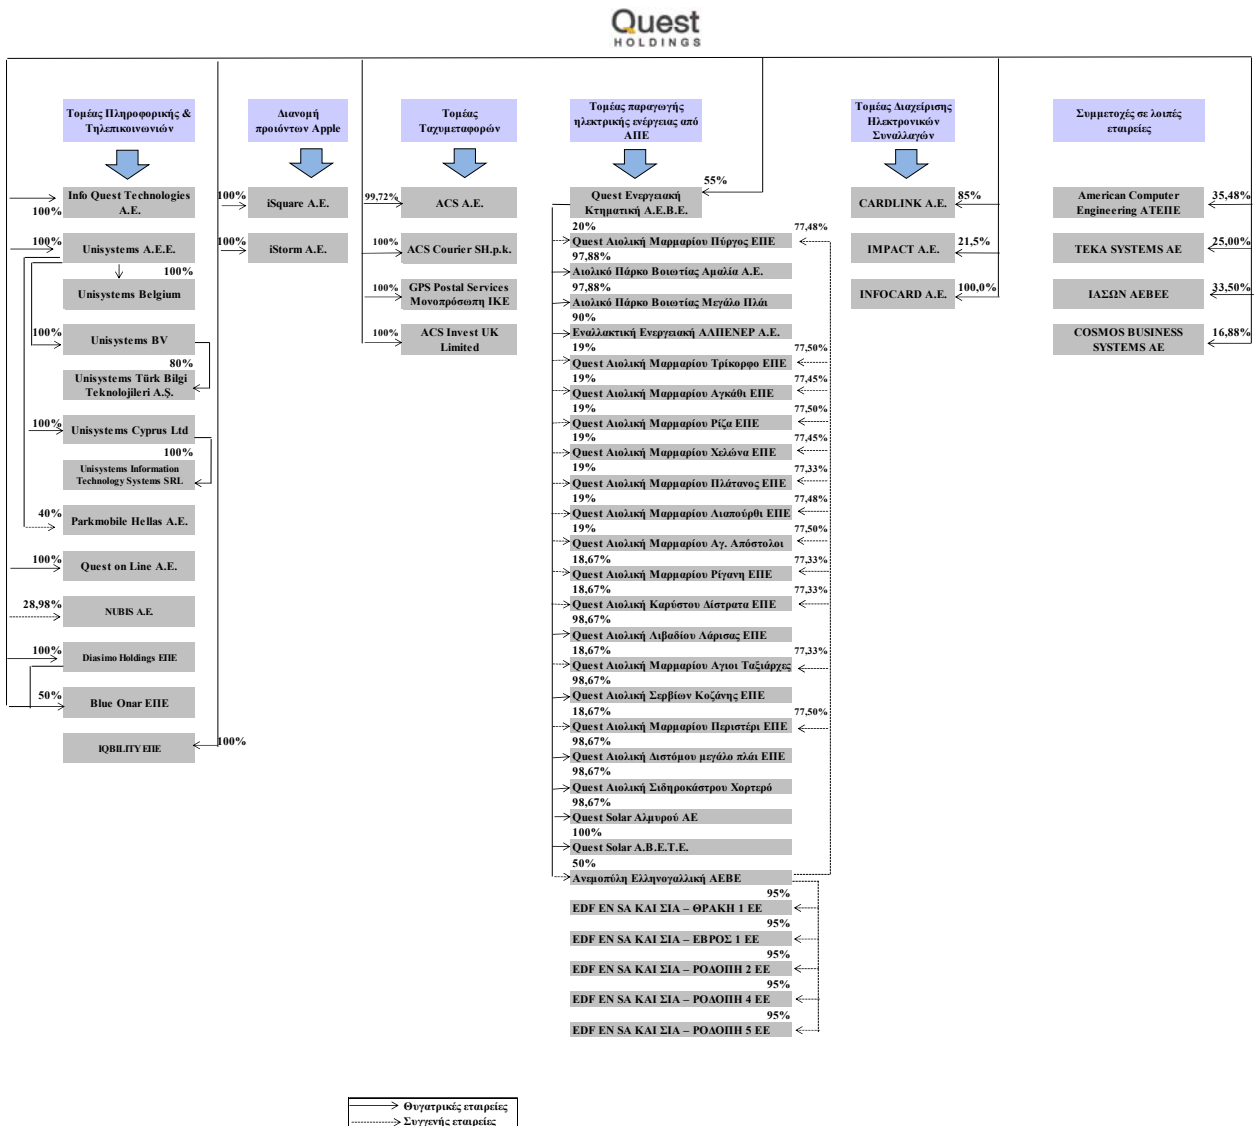 Quest
HOLDINGS
Τομέας Πληροφορικής &
Τηλεπικοινωνιών
Info Quest Technologies
Α.Ε.
100%
100%
Unisystems Α.Ε.Ε.
100%
Unisystems Belgium
100%
Unisystems BV
80%
Unisystems Türk Bilgi
Teknolojileri A.Ş.
100%
Unisystems Cyprus Ltd
100%
Unisystems Information
Technology Systems SRL
40%
Parkmobile Hellas Α.Ε.
100%
Quest on Line Α.Ε.
28,98%
NUBIS Α.Ε.
100%
Diasimo Holdings ΕΠΕ
50%
Blue Onar ΕΠΕ
IQBILITY ΕΠΕ
100%
Διανομή
προιόντων Apple
100%
iSquare Α.Ε.
100%
iStorm Α.Ε.
Τομέας
Ταχυμεταφορών
99,72%
ACS Α.Ε.
100%
ACS Courier SH.p.k.
100%
GPS Postal Services
Μονοπρόσωπη ΙΚΕ
100%
ACS Invest UK
Limited
Τομέας παραγωγής
ηλεκτρικής ενέργειας από
ΑΠΕ
55%
Quest Ενεργειακή
Κτηματική Α.Ε.Β.Ε.
20%
77,48%
Quest Αιολική Μαρμαρίου Πύργος ΕΠΕ
97,88%
Αιολικό Πάρκο Βοιωτίας Αμαλία Α.Ε.
97,88%
Αιολικό Πάρκο Βοιωτίας Μεγάλο Πλάι
90%
Εναλλακτική Ενεργειακή ΑΛΠΕΝΕΡ Α.Ε.
19%
77,50%
Quest Αιολική Μαρμαρίου Τρίκορφο ΕΠΕ
19%
77,45%
Quest Αιολική Μαρμαρίου Αγκάθι ΕΠΕ
19%
77,50%
Quest Αιολική Μαρμαρίου Ρίζα ΕΠΕ
19%
77,45%
Quest Αιολική Μαρμαρίου Χελώνα ΕΠΕ
19%
77,33%
Quest Αιολική Μαρμαρίου Πλάτανος ΕΠΕ
19%
77,48%
Quest Αιολική Μαρμαρίου Λιαπούρθι ΕΠΕ
19%
77,50%
Quest Αιολική Μαρμαρίου Αγ. Απόστολοι
18,67%
77,33%
Quest Αιολική Μαρμαρίου Ρίγανη ΕΠΕ
18,67%
77,33%
Quest Αιολική Καρύστου Δίστρατα ΕΠΕ
98,67%
Quest Αιολική Λιβαδίου Λάρισας ΕΠΕ
18,67%
77,33%
Quest Αιολική Μαρμαρίου Αγιοι Ταξιάρχες
98,67%
Quest Αιολική Σερβίων Κοζάνης ΕΠΕ
18,67%
77,50%
Quest Αιολική Μαρμαρίου Περιστέρι ΕΠΕ
98,67%
Quest Αιολική Διστόμου μεγάλο πλάι ΕΠΕ
98,67%
Quest Αιολική Σιδηροκάστρου Χορτερό
98,67%
Quest Solar Αλμυρού ΑΕ
100%
Quest Solar Α.Β.Ε.Τ.Ε.
50%
Ανεμοπύλη Ελληνογαλλική ΑΕΒΕ
95%
EDF EN SA ΚΑΙ ΣΙΑ – ΘΡΑΚΗ 1 ΕΕ
95%
EDF EN SA ΚΑΙ ΣΙΑ – ΕΒΡΟΣ 1 ΕΕ
95%
EDF EN SA ΚΑΙ ΣΙΑ – ΡΟΔΟΠΗ 2 ΕΕ
95%
EDF EN SA ΚΑΙ ΣΙΑ – ΡΟΔΟΠΗ 4 ΕΕ
95%
EDF EN SA ΚΑΙ ΣΙΑ – ΡΟΔΟΠΗ 5 ΕΕ
Τομέας Διαχείρισης
Ηλεκτρονικών
Συναλλαγών
CARDLINK Α.Ε.
85%
IMPACT Α.Ε.
21,5%
INFOCARD Α.Ε.
100,0%
Συμμετοχές σε λοιπές
εταιρείες
American Computer
Engineering ΑΤΕΠΕ
35,48%
TEKA SYSTEMS ΑΕ
25,00%
ΙΑΣΩΝ ΑΕΒΕΕ
33,50%
COSMOS BUSINESS
SYSTEMS ΑΕ
16,88%
Θυγατρικές εταιρείες
Συγγενής εταιρείες